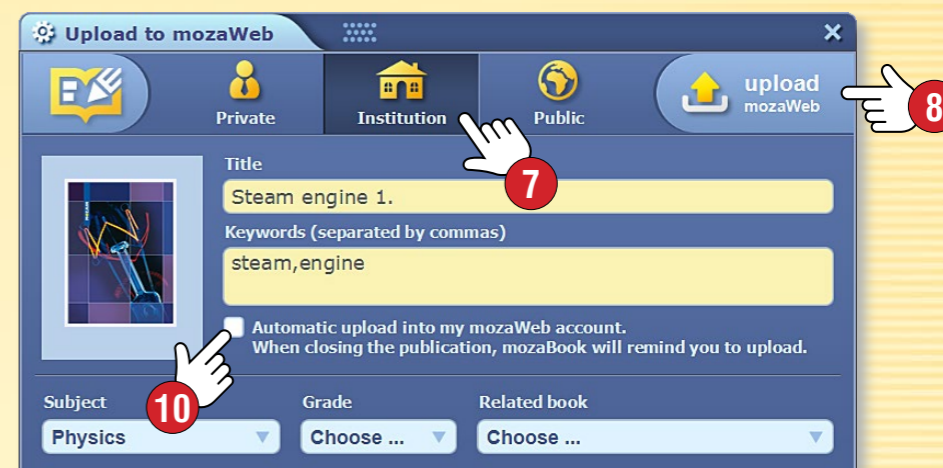 Upload to mozaWeb
Private
Institution
Public
upload
mozaWeb
8
7
Title
Steam engine 1.
Keywords (separated by commas)
steam,engine
Automatic upload into my mozaWeb account.
When closing the publication, mozaBook will remind you to upload.
10
Subject
Grade
Related book
Physics
Choose ...
Choose ...